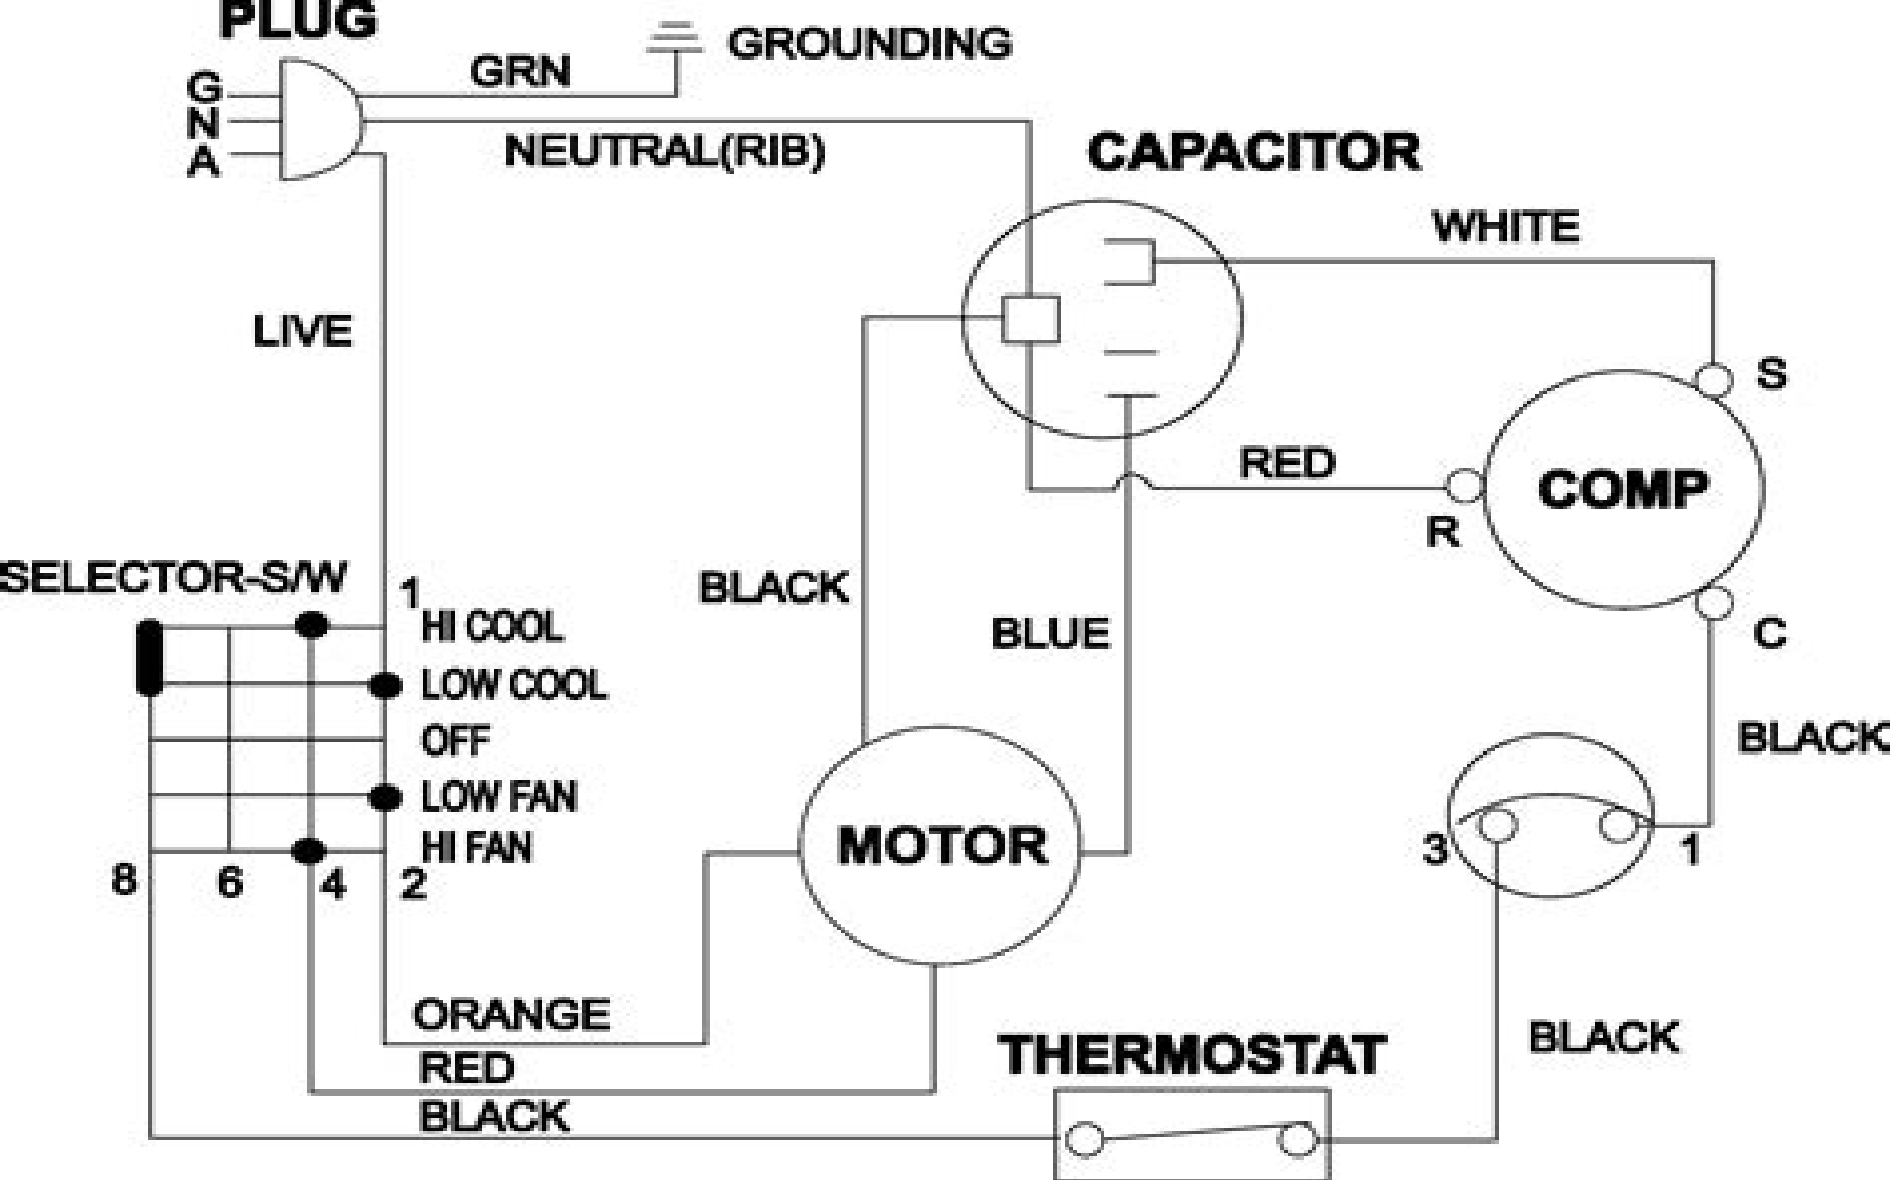 PLUG
GROUNDING
GRN
G
N
A
NEUTRAL(RIB)
CAPACITOR
WHITE
LIVE
S
RED
COMP
R
SELECTOR-S/W
1
BLACK
HI COOL
BLUE
C
LOW COOL
OFF
BLACK
LOW FAN
HI FAN
MOTOR
3
1
8
6
4
2
ORANGE
RED
BLACK
THERMOSTAT
BLACK